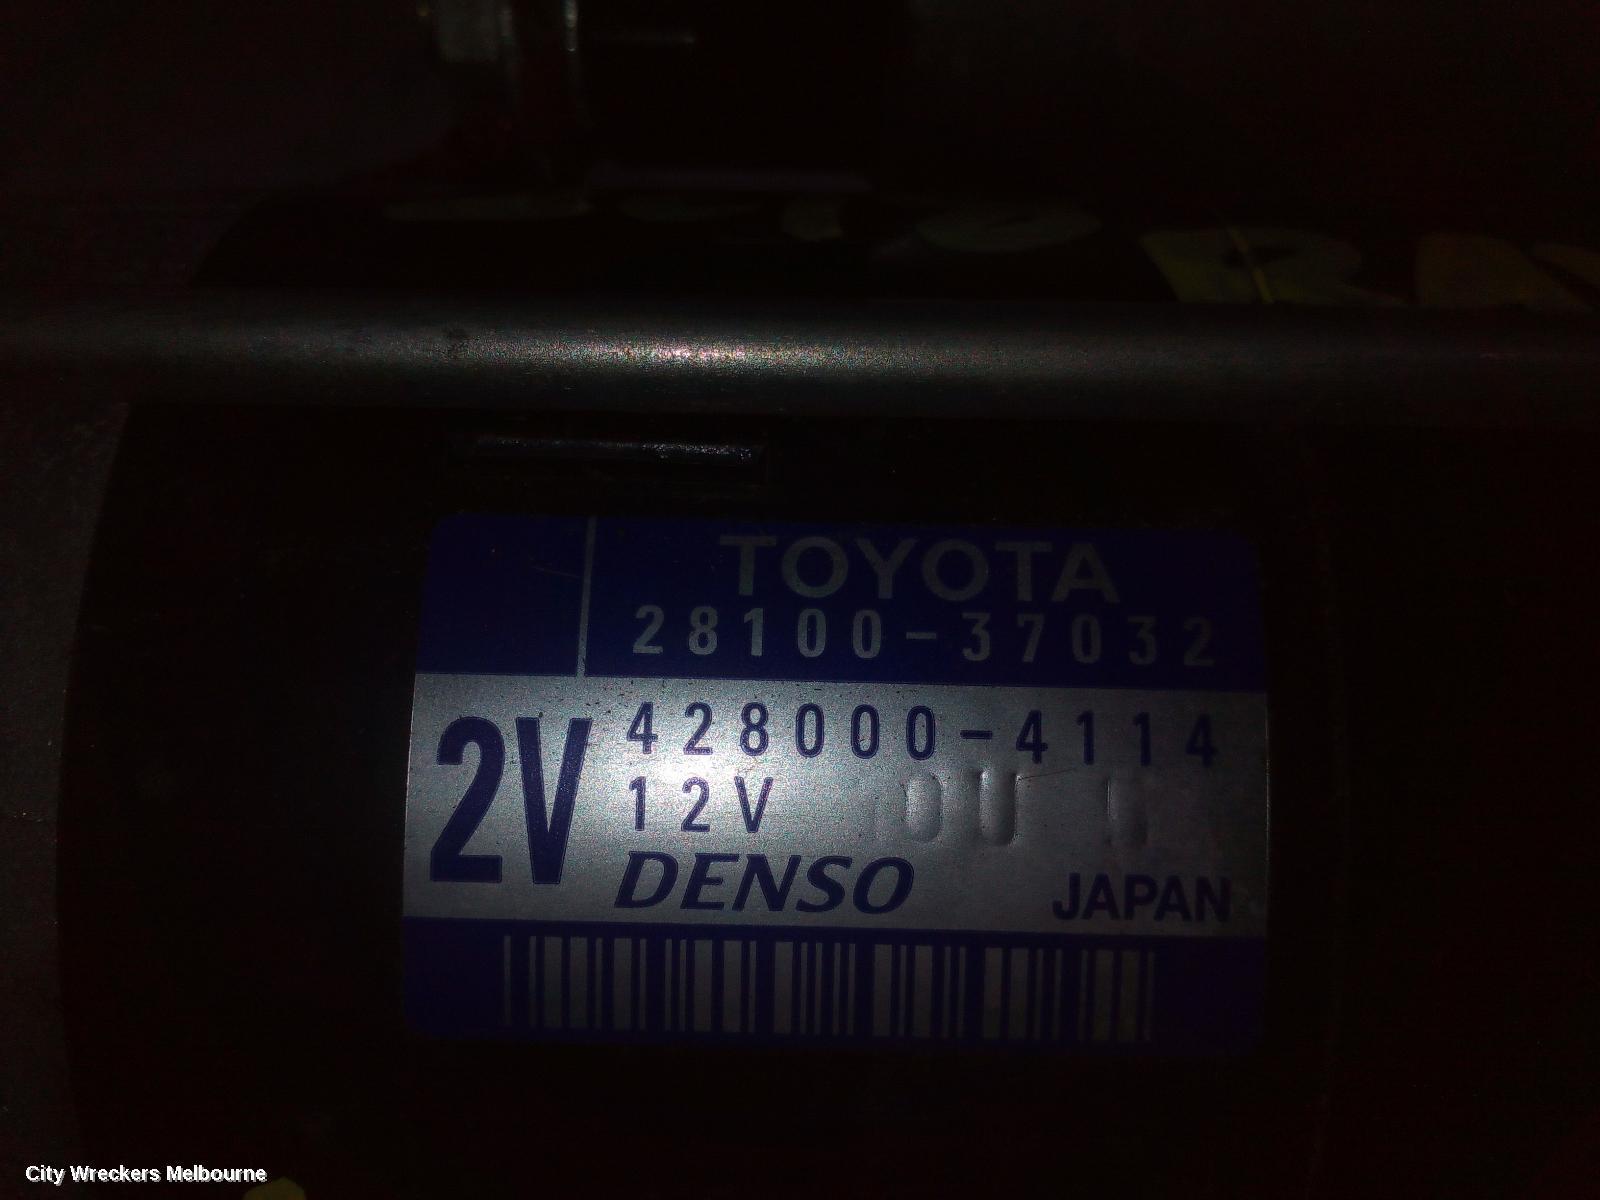 TOYOTA
28100-37032
2V
428000-4114
12V
DENSO
JAPAN
City Wreckers Melbourne